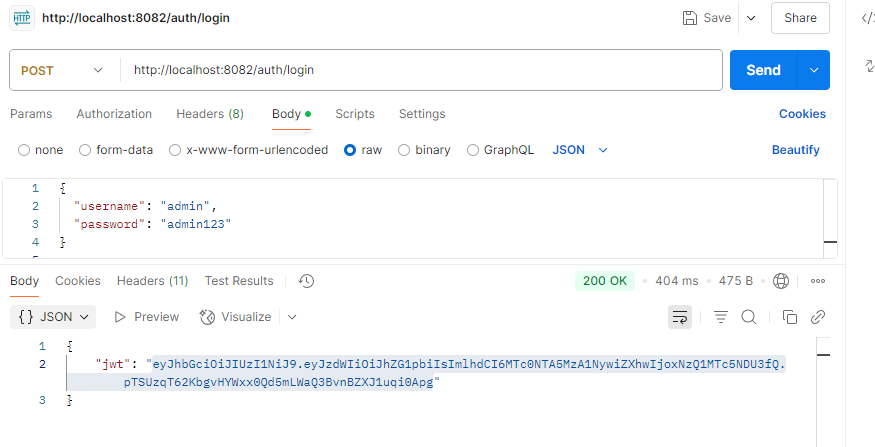 HTTP http://localhost:8082/auth/login Save Share
POST http://localhost:8082/auth/login Send
Params Authorization Headers (8) Body Scripts Settings Cookies
none form-data x-www-form-urlencoded raw binary GraphQL JSON Beautify
1 {
2 "username": "admin",
3 "password": "admin123"
4 }
Body Cookies Headers (11) Test Results 200 OK • 404 ms • 475 B •
{} JSON Preview Visualize
1 {
2 "jwt": "eyJhbGciOiJIUzI1NiJ9.eyJzdWIiOiJhZG1pbiIsImlhdCI6MTc0NTA5MzA1NywiZXhwIjoxNzQ1MTc5NDU3fQ.
pTSUzqT62KbgvHYWxx0Qd5mLWaQ3BvnBZXJ1uqi0Apg"
3 }